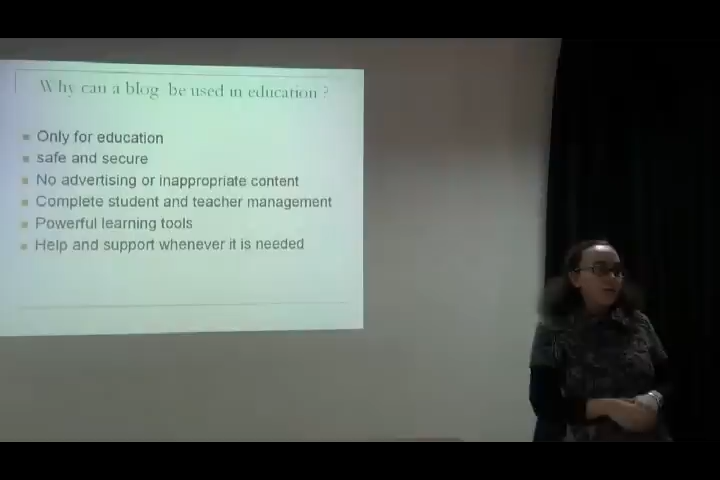 Why can a blog be used in education ?
Only for education
safe and secure
No advertising or inappropriate content
Complete student and teacher management
Powerful learning tools
Help and support whenever it is needed